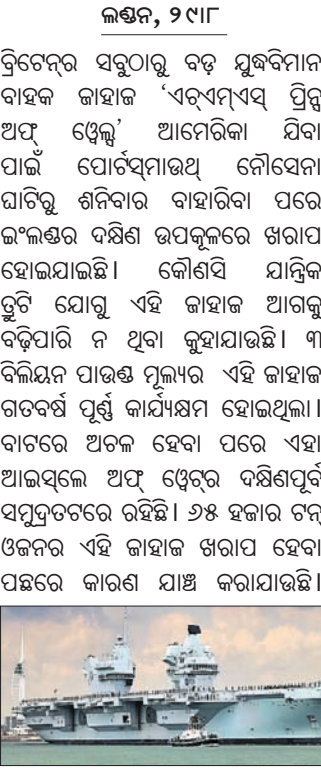 ଲଣ୍ଡନ, ୨୯।୮
ବ୍ରିଟେନ୍‌ର ସବୁଠାରୁ ବଡ଼ ଯୁଦ୍ଧବିମାନ
ବାହକ ଜାହାଜ ‘ଏଚ୍‌ଏମ୍‌ଏସ୍ ପ୍ରିନ୍ସ
ଅଫ୍ ୱେଲ୍ସ’ ଆମେରିକା ଯିବା
ପାଇଁ ପୋର୍ଟସ୍‌ମାଉଥ୍ ନୌସେନା
ଘାଟିରୁ ଶନିବାର ବାହାରିବା ପରେ
ଇଂଲଣ୍ଡର ଦକ୍ଷିଣ ଉପକୂଳରେ ଖରାପ
ହୋଇଯାଇଛି। କୌଣସି ଯାନ୍ତ୍ରିକ
ତ୍ରୁଟି ଯୋଗୁ ଏହି ଜାହାଜ ଆଗକୁ
ବଢ଼ିପାରି ନ ଥିବା କୁହାଯାଉଛି। ୩
ବିଲିୟନ ପାଉଣ୍ଡ ମୂଲ୍ୟର ଏହି ଜାହାଜ
ଗତବର୍ଷ ପୂର୍ଣ୍ଣ କାର୍ଯ୍ୟକ୍ଷମ ହୋଇଥିଲା।
ବାଟରେ ଅଚଳ ହେବା ପରେ ଏହା
ଆଇସ୍‌ଲେ ଅଫ୍ ୱେଟ୍‌ର ଦକ୍ଷିଣପୂର୍ବ
ସମୁଦ୍ରତଟରେ ରହିଛି। ୬୫ ହଜାର ଟନ୍
ଓଜନର ଏହି ଜାହାଜ ଖରାପ ହେବା
ପଛରେ କାରଣ ଯାଞ୍ଚ କରାଯାଉଛି।